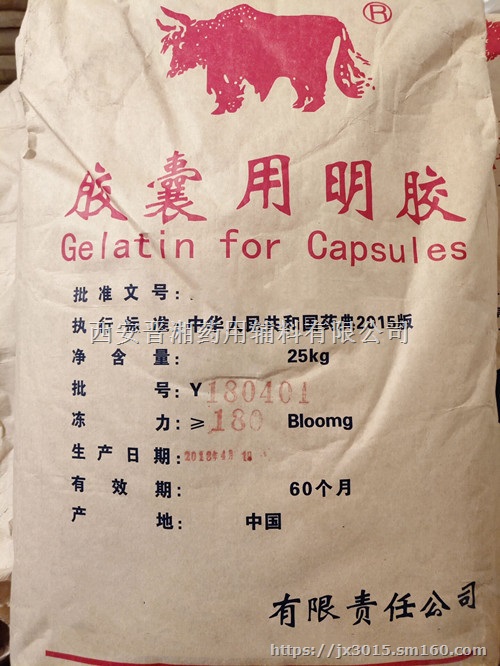 ®
胶囊用明胶
Gelatin for Capsules
批准文号:
执行标准:中华人民共和国药典2015版
西安晋湘药用辅料有限公司
净含量: 25kg
批号:Y180401
冻力:≥180 Bloomg
生产日期:
有效期: 60个月
产地: 中国
有限责任公司
https://jx3015.sm160.com/